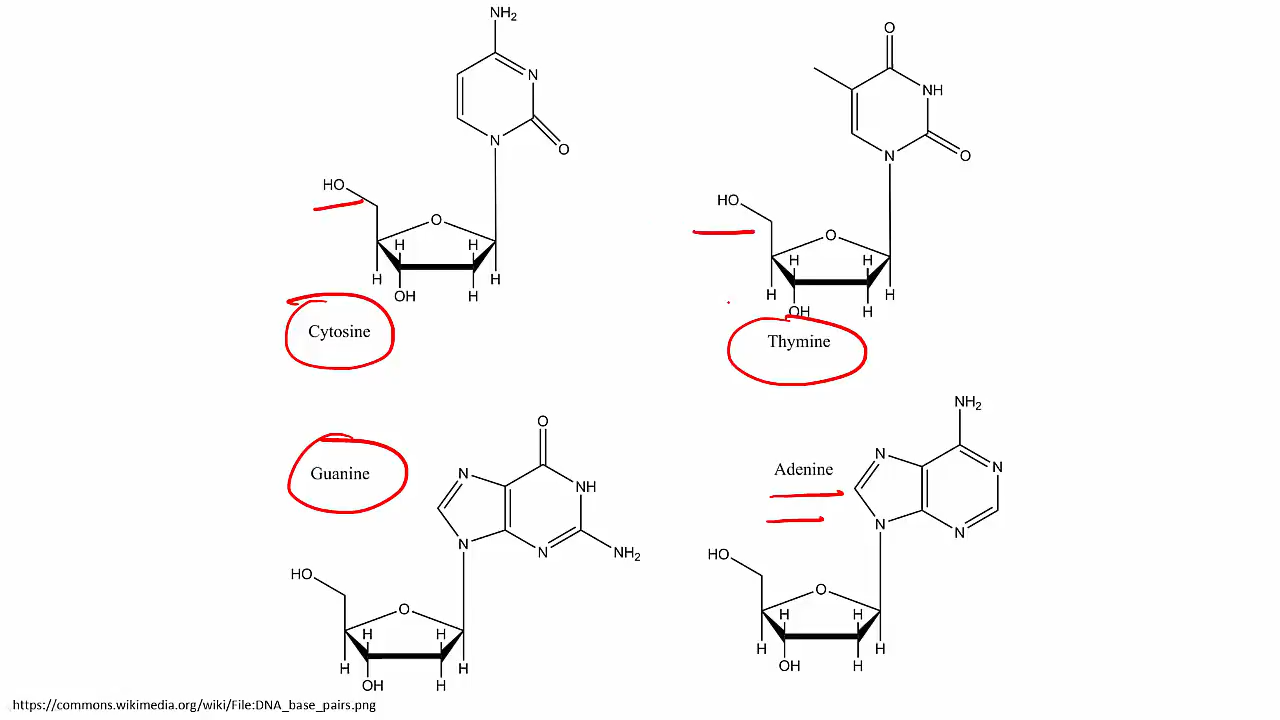 NH₂
N
O
N
HO
O
H
H
H
OH
H
H
Cytosine
O
NH
O
N
HO
O
H
H
H
OH
H
H
Thymine
Guanine
O
N
NH
N
N
NH₂
HO
O
H
H
H
OH
H
H
Adenine
NH₂
N
N
N
N
HO
O
H
H
H
OH
H
H
https://commons.wikimedia.org/wiki/File:DNA_base_pairs.png